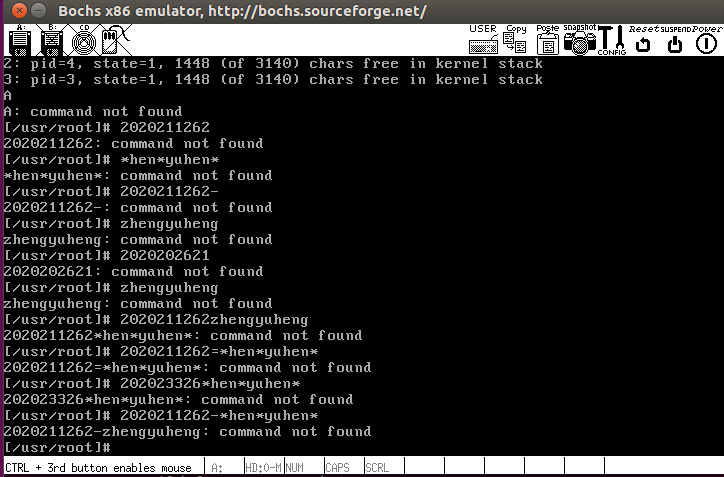 Bochs x86 emulator, http://bochs.sourceforge.net/
A: B: CD USER Copy Paste snapshot CONFIG Reset SUSPEND Power
2: pid=4, state=1, 1448 (of 3140) chars free in kernel stack
3: pid=3, state=1, 1448 (of 3140) chars free in kernel stack
A
A: command not found
[/usr/root]# 2020211262
2020211262: command not found
[/usr/root]# *hen*yuhen*
*hen*yuhen*: command not found
[/usr/root]# 2020211262-
2020211262-: command not found
[/usr/root]# zhengyuheng
zhengyuheng: command not found
[/usr/root]# 2020202621
2020202621: command not found
[/usr/root]# zhengyuheng
zhengyuheng: command not found
[/usr/root]# 2020211262zhengyuheng
2020211262*hen*yuhen*: command not found
[/usr/root]# 2020211262=*hen*yuhen*
2020211262=*hen*yuhen*: command not found
[/usr/root]# 202023326*hen*yuhen*
202023326*hen*yuhen*: command not found
[/usr/root]# 2020211262-*hen*yuhen*
2020211262-zhengyuheng: command not found
[/usr/root]#
CTRL + 3rd button enables mouse A: HD:0-M NUM CAPS SCRL